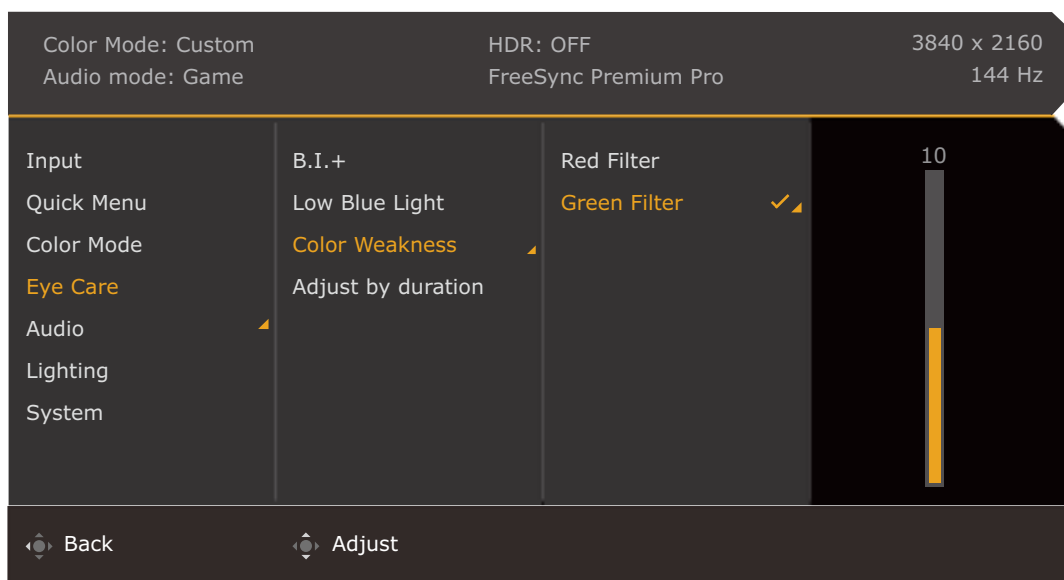 Color Mode: Custom
HDR: OFF
3840 x 2160
Audio mode: Game
FreeSync Premium Pro
144 Hz
Input
Quick Menu
Color Mode
Eye Care
Audio
Lighting
System
B.I.+
Low Blue Light
Color Weakness
Adjust by duration
Red Filter
Green Filter
10
Back
Adjust